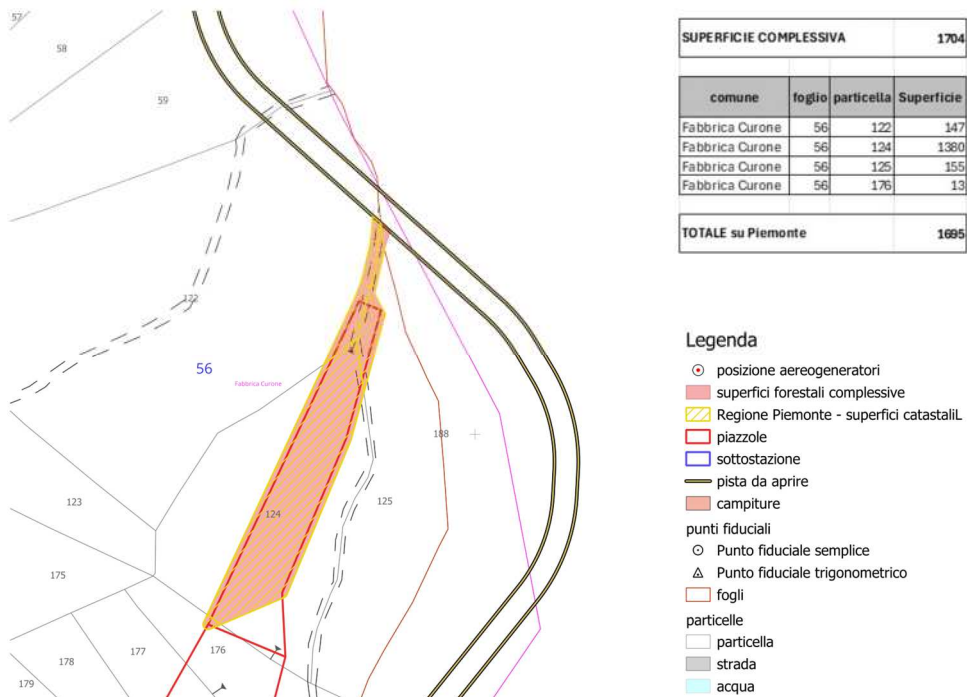 57
58
59
122
56
Fabbrica Curone
188
123
124
125
175
176
177
178
179
SUPERFICIE COMPLESSIVA 1704
comune foglio particella Superficie
Fabbrica Curone 56 122 147
Fabbrica Curone 56 124 1380
Fabbrica Curone 56 125 155
Fabbrica Curone 56 176 13
TOTALE su Piemonte 1695
Legenda
posizione aereogeneratori
superfici forestali complessive
Regione Piemonte - superfici catastaliL
piazzole
sottostazione
pista da aprire
campiture
punti fiduciali
Punto fiduciale semplice
Punto fiduciale trigonometrico
fogli
particelle
particella
strada
acqua